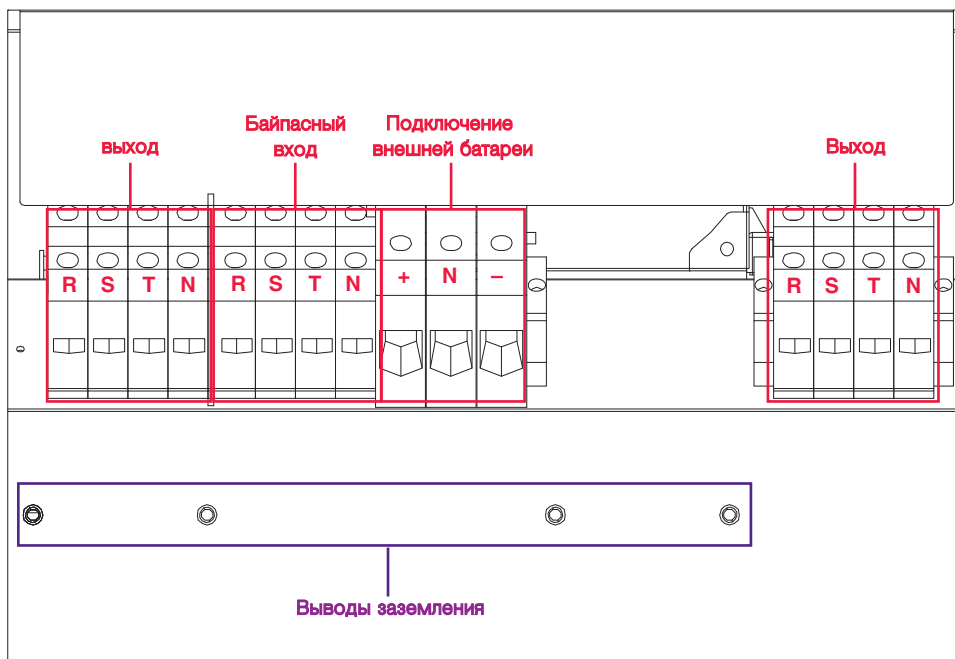 выход
Байпасный
вход
Подключение
внешней батареи
Выход
R S T N R S T N + N – R S T N
Выводы заземления